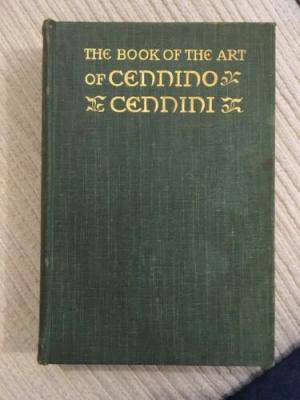 THE BOOK OF THE ART
OF CENNINO
CENNINI